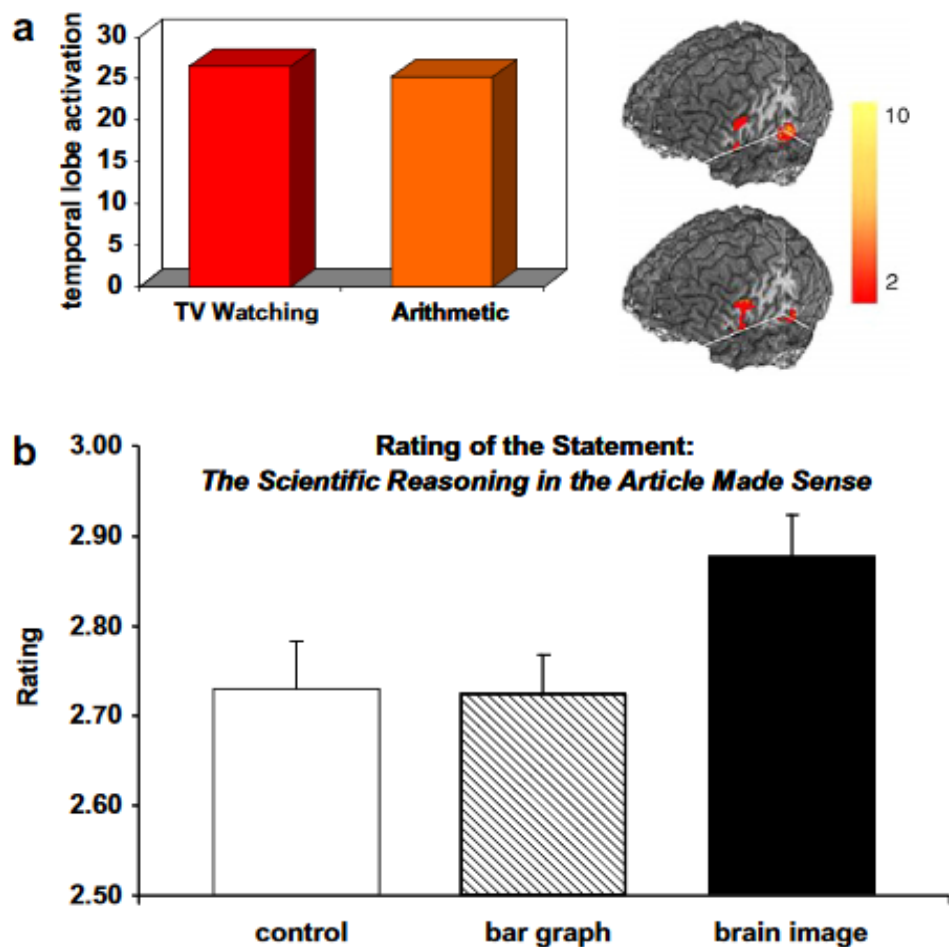 a
temporal lobe activation
30
25
20
15
10
5
0
TV Watching
Arithmetic
10
2
b
Rating of the Statement:
The Scientific Reasoning in the Article Made Sense
Rating
3.00
2.90
2.80
2.70
2.60
2.50
control
bar graph
brain image